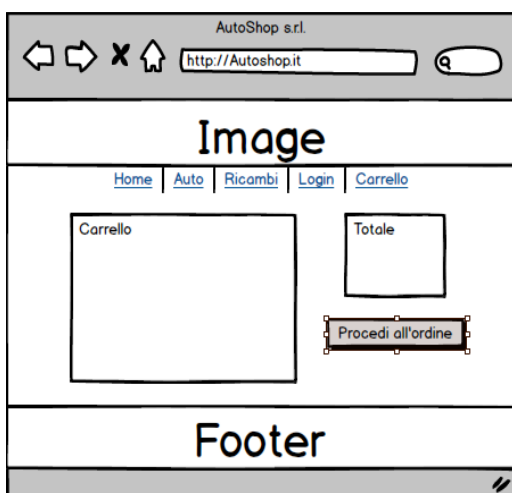 AutoShop s.r.l.
http://Autoshop.it
Image
Home Auto Ricambi Login Carrello
Carrello
Totale
Procedi all'ordine
Footer